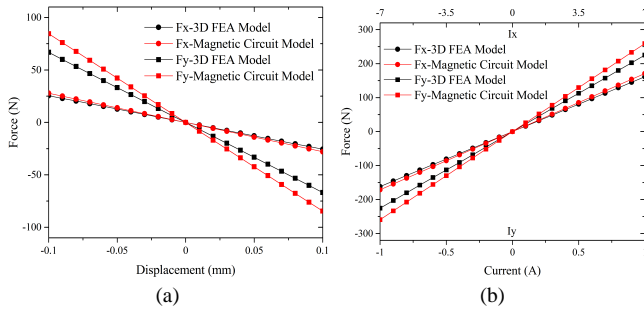 (a)
Fx-3D FEA Model
Fx-Magnetic Circuit Model
Fy-3D FEA Model
Fy-Magnetic Circuit Model
Force (N)
100
50
0
-50
-100
-0.1 -0.05 0 0.05 0.1
Displacement (mm)
(a)
-7 -3.5 0 3.5 7
Ix
(b)
Fx-3D FEA Model
Fx-Magnetic Circuit Model
Fy-3D FEA Model
Fy-Magnetic Circuit Model
Force (N)
300
200
100
0
-100
-200
-300
Iy
-1 -0.5 0 0.5
Current (A)
(b)